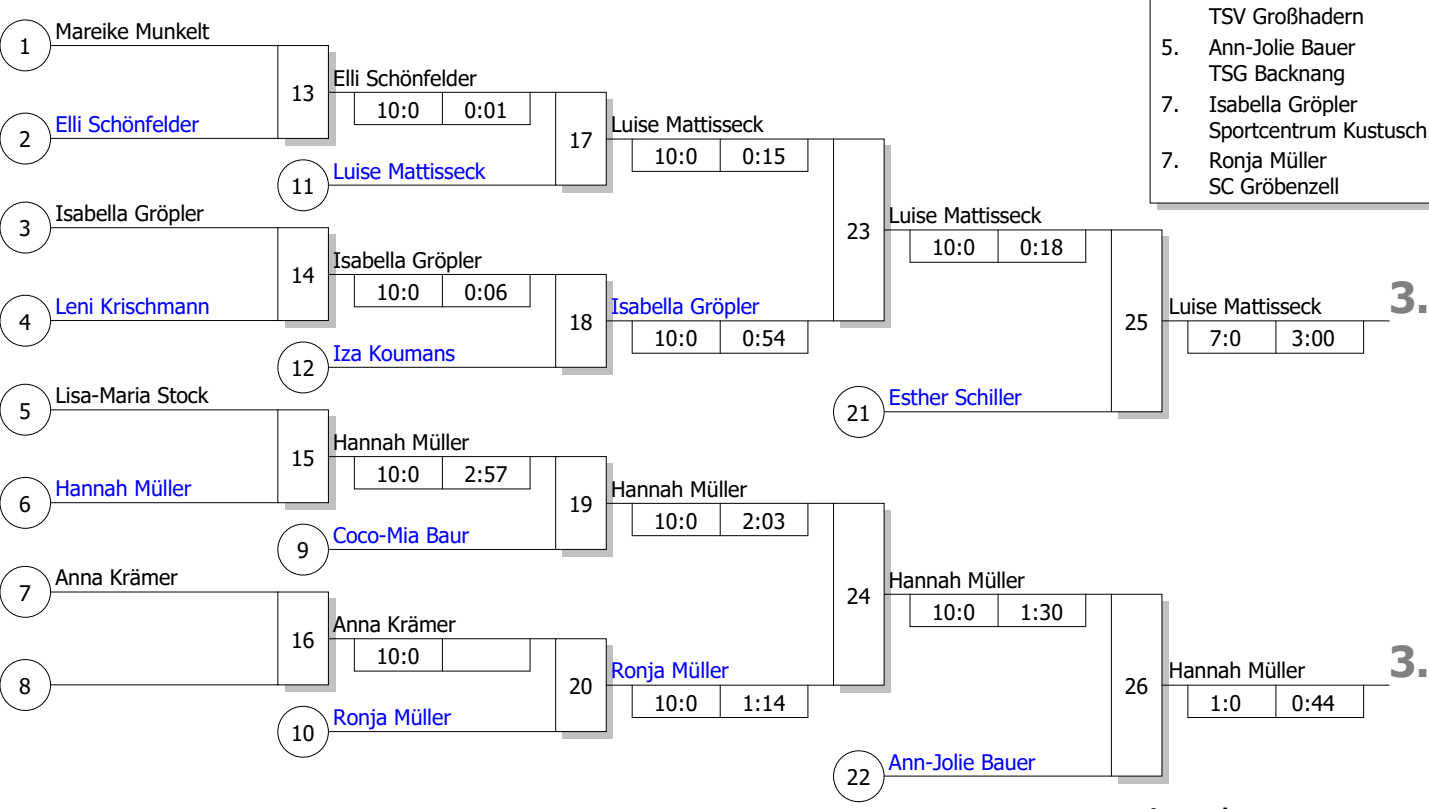 TSV Großhadern
5. Ann-Jolie Bauer
TSG Backnang
7. Isabella Gröpler
Sportcentrum Kustusch
7. Ronja Müller
SC Gröbenzell
1 Mareike Munkelt
2 Elli Schönfelder
13 Elli Schönfelder
10:0 0:01
11 Luise Mattisseck
17 Luise Mattisseck
10:0 0:15
3 Isabella Gröpler
4 Leni Krischmann
14 Isabella Gröpler
10:0 0:06
12 Iza Koumans
18 Isabella Gröpler
10:0 0:54
23 Luise Mattisseck
10:0 0:18
21 Esther Schiller
25 Luise Mattisseck 3.
7:0 3:00
5 Lisa-Maria Stock
6 Hannah Müller
15 Hannah Müller
10:0 2:57
9 Coco-Mia Baur
19 Hannah Müller
10:0 2:03
7 Anna Krämer
8
16 Anna Krämer
10:0
10 Ronja Müller
20 Ronja Müller
10:0 1:14
24 Hannah Müller
10:0 1:30
22 Ann-Jolie Bauer
26 Hannah Müller 3.
1:0 0:44